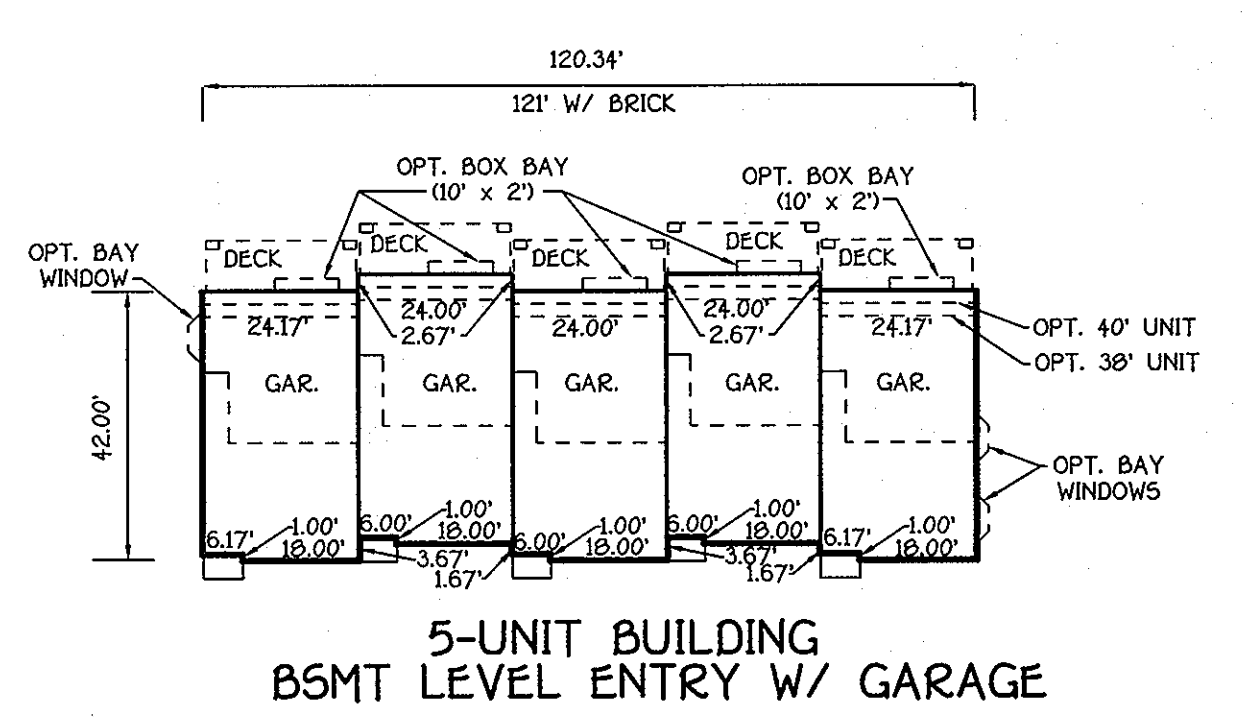 120.34'
121' W/ BRICK
OPT. BOX BAY
(10' x 2')
OPT. BOX BAY
(10' x 2')
OPT. BAY
WINDOW
DECK
DECK
DECK
DECK
DECK
24.17'
24.00'
2.67'
24.00'
24.00'
2.67'
24.17'
OPT. 40' UNIT
OPT. 38' UNIT
GAR.
GAR.
GAR.
GAR.
GAR.
42.00'
OPT. BAY
WINDOWS
6.17'
1.00'
18.00'
6.00'
1.00'
18.00'
3.67'
1.67'
6.00'
1.00'
18.00'
6.00'
1.00'
18.00'
3.67'
1.67'
6.17'
1.00'
18.00'
5-UNIT BUILDING
BSMT LEVEL ENTRY W/ GARAGE